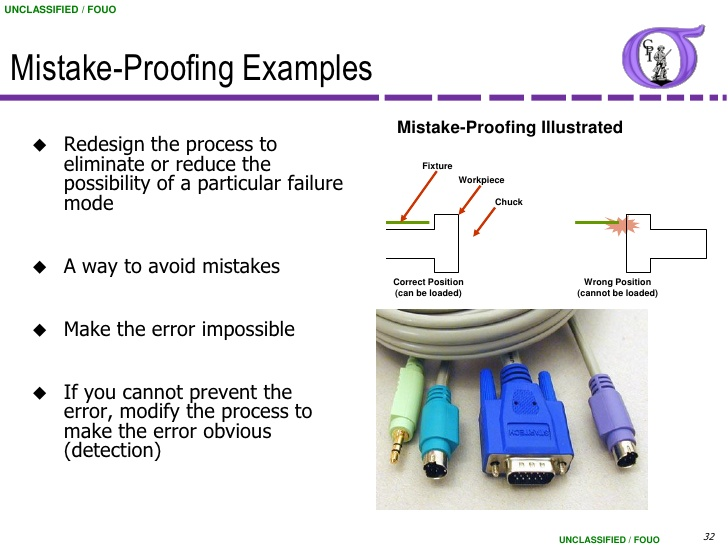 UNCLASSIFIED / FOUO
CPI
Mistake-Proofing Examples
Mistake-Proofing Illustrated
◆ Redesign the process to
eliminate or reduce the
possibility of a particular failure
mode
◆ A way to avoid mistakes
◆ Make the error impossible
◆ If you cannot prevent the
error, modify the process to
make the error obvious
(detection)
Fixture
Workpiece
Chuck
Correct Position
(can be loaded)
Wrong Position
(cannot be loaded)
UNCLASSIFIED / FOUO
32